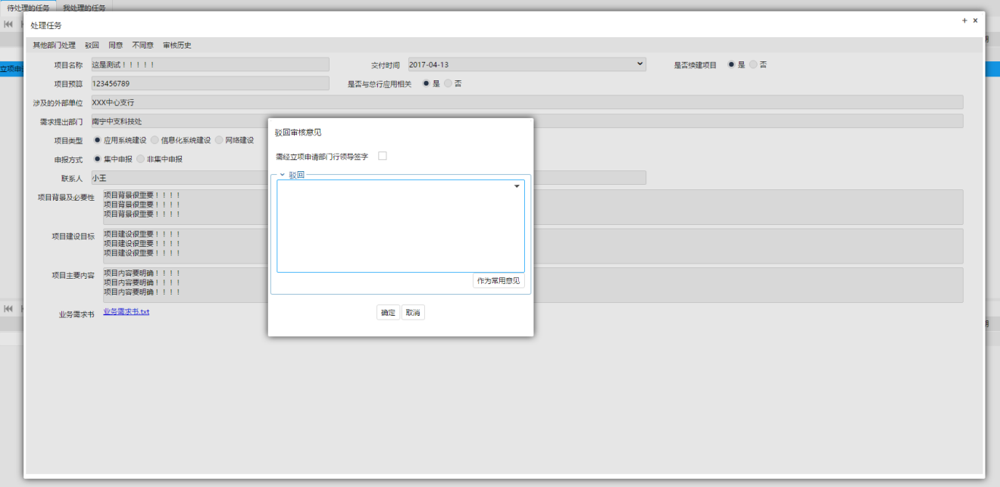 待处理的任务 我处理的任务
处理任务 + ×
其他部门处理 驳回 同意 不同意 审核历史
项目名称 这是测试！！！！！ 交付时间 2017-04-13 是否续建项目 是 否
立项申
项目预算 123456789 是否与总行应用相关 是 否
涉及的外部单位 XXX中心支行
需求提出部门 南宁中支科技处
项目类型 应用系统建设 信息化系统建设 网络建设
申报方式 集中申报 非集中申报
联系人 小王
项目背景及必要性 项目背景很重要！！！！
项目背景很重要！！！！
项目背景很重要！！！！
项目建设目标 项目建设很重要！！！！
项目建设很重要！！！！
项目建设很重要！！！！
项目主要内容 项目内容要明确！！！！
项目内容要明确！！！！
项目内容要明确！！！！
业务需求书 业务需求书.txt
驳回审核意见
需经立项申请部门行领导签字
驳回
作为常用意见
确定 取消